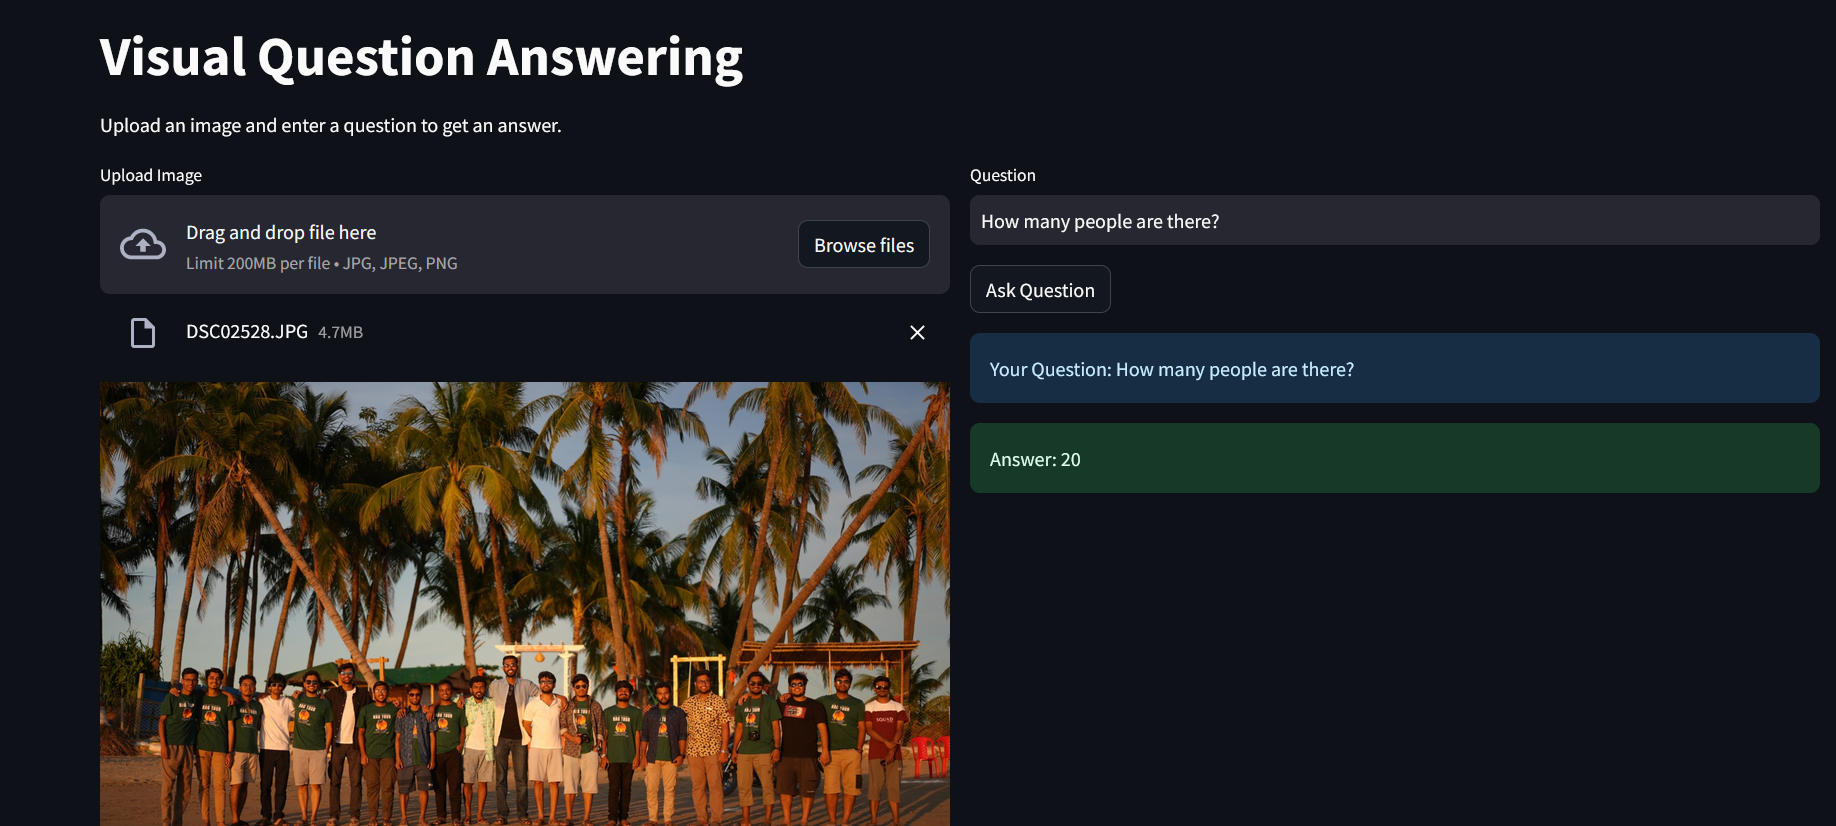 Visual Question Answering
Upload an image and enter a question to get an answer.
Upload Image
Drag and drop file here
Limit 200MB per file • JPG, JPEG, PNG
Browse files
DSC02528.JPG 4.7MB
Question
How many people are there?
Ask Question
Your Question: How many people are there?
Answer: 20
SQUAD